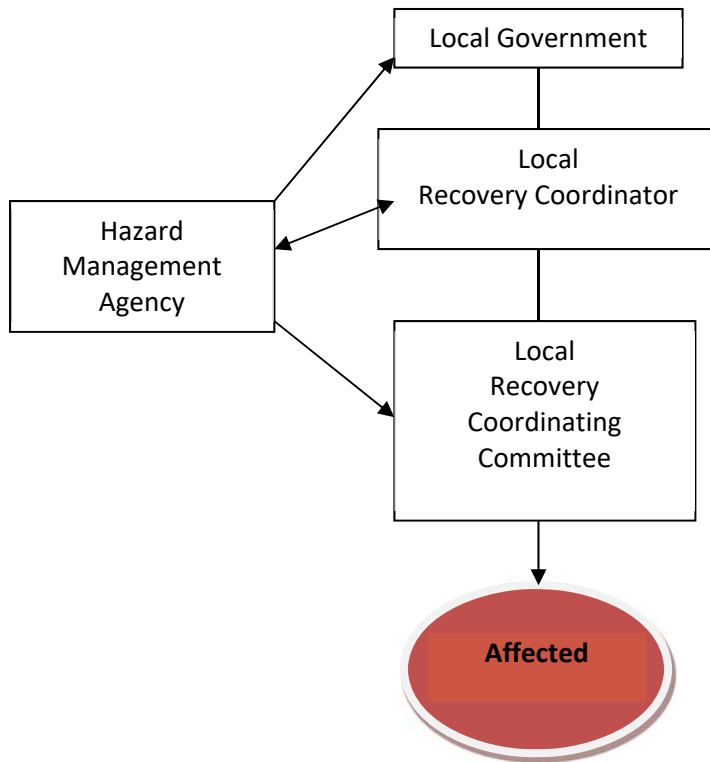 Local Government
Local
Recovery Coordinator
Hazard
Management
Agency
Local
Recovery
Coordinating
Committee
Affected